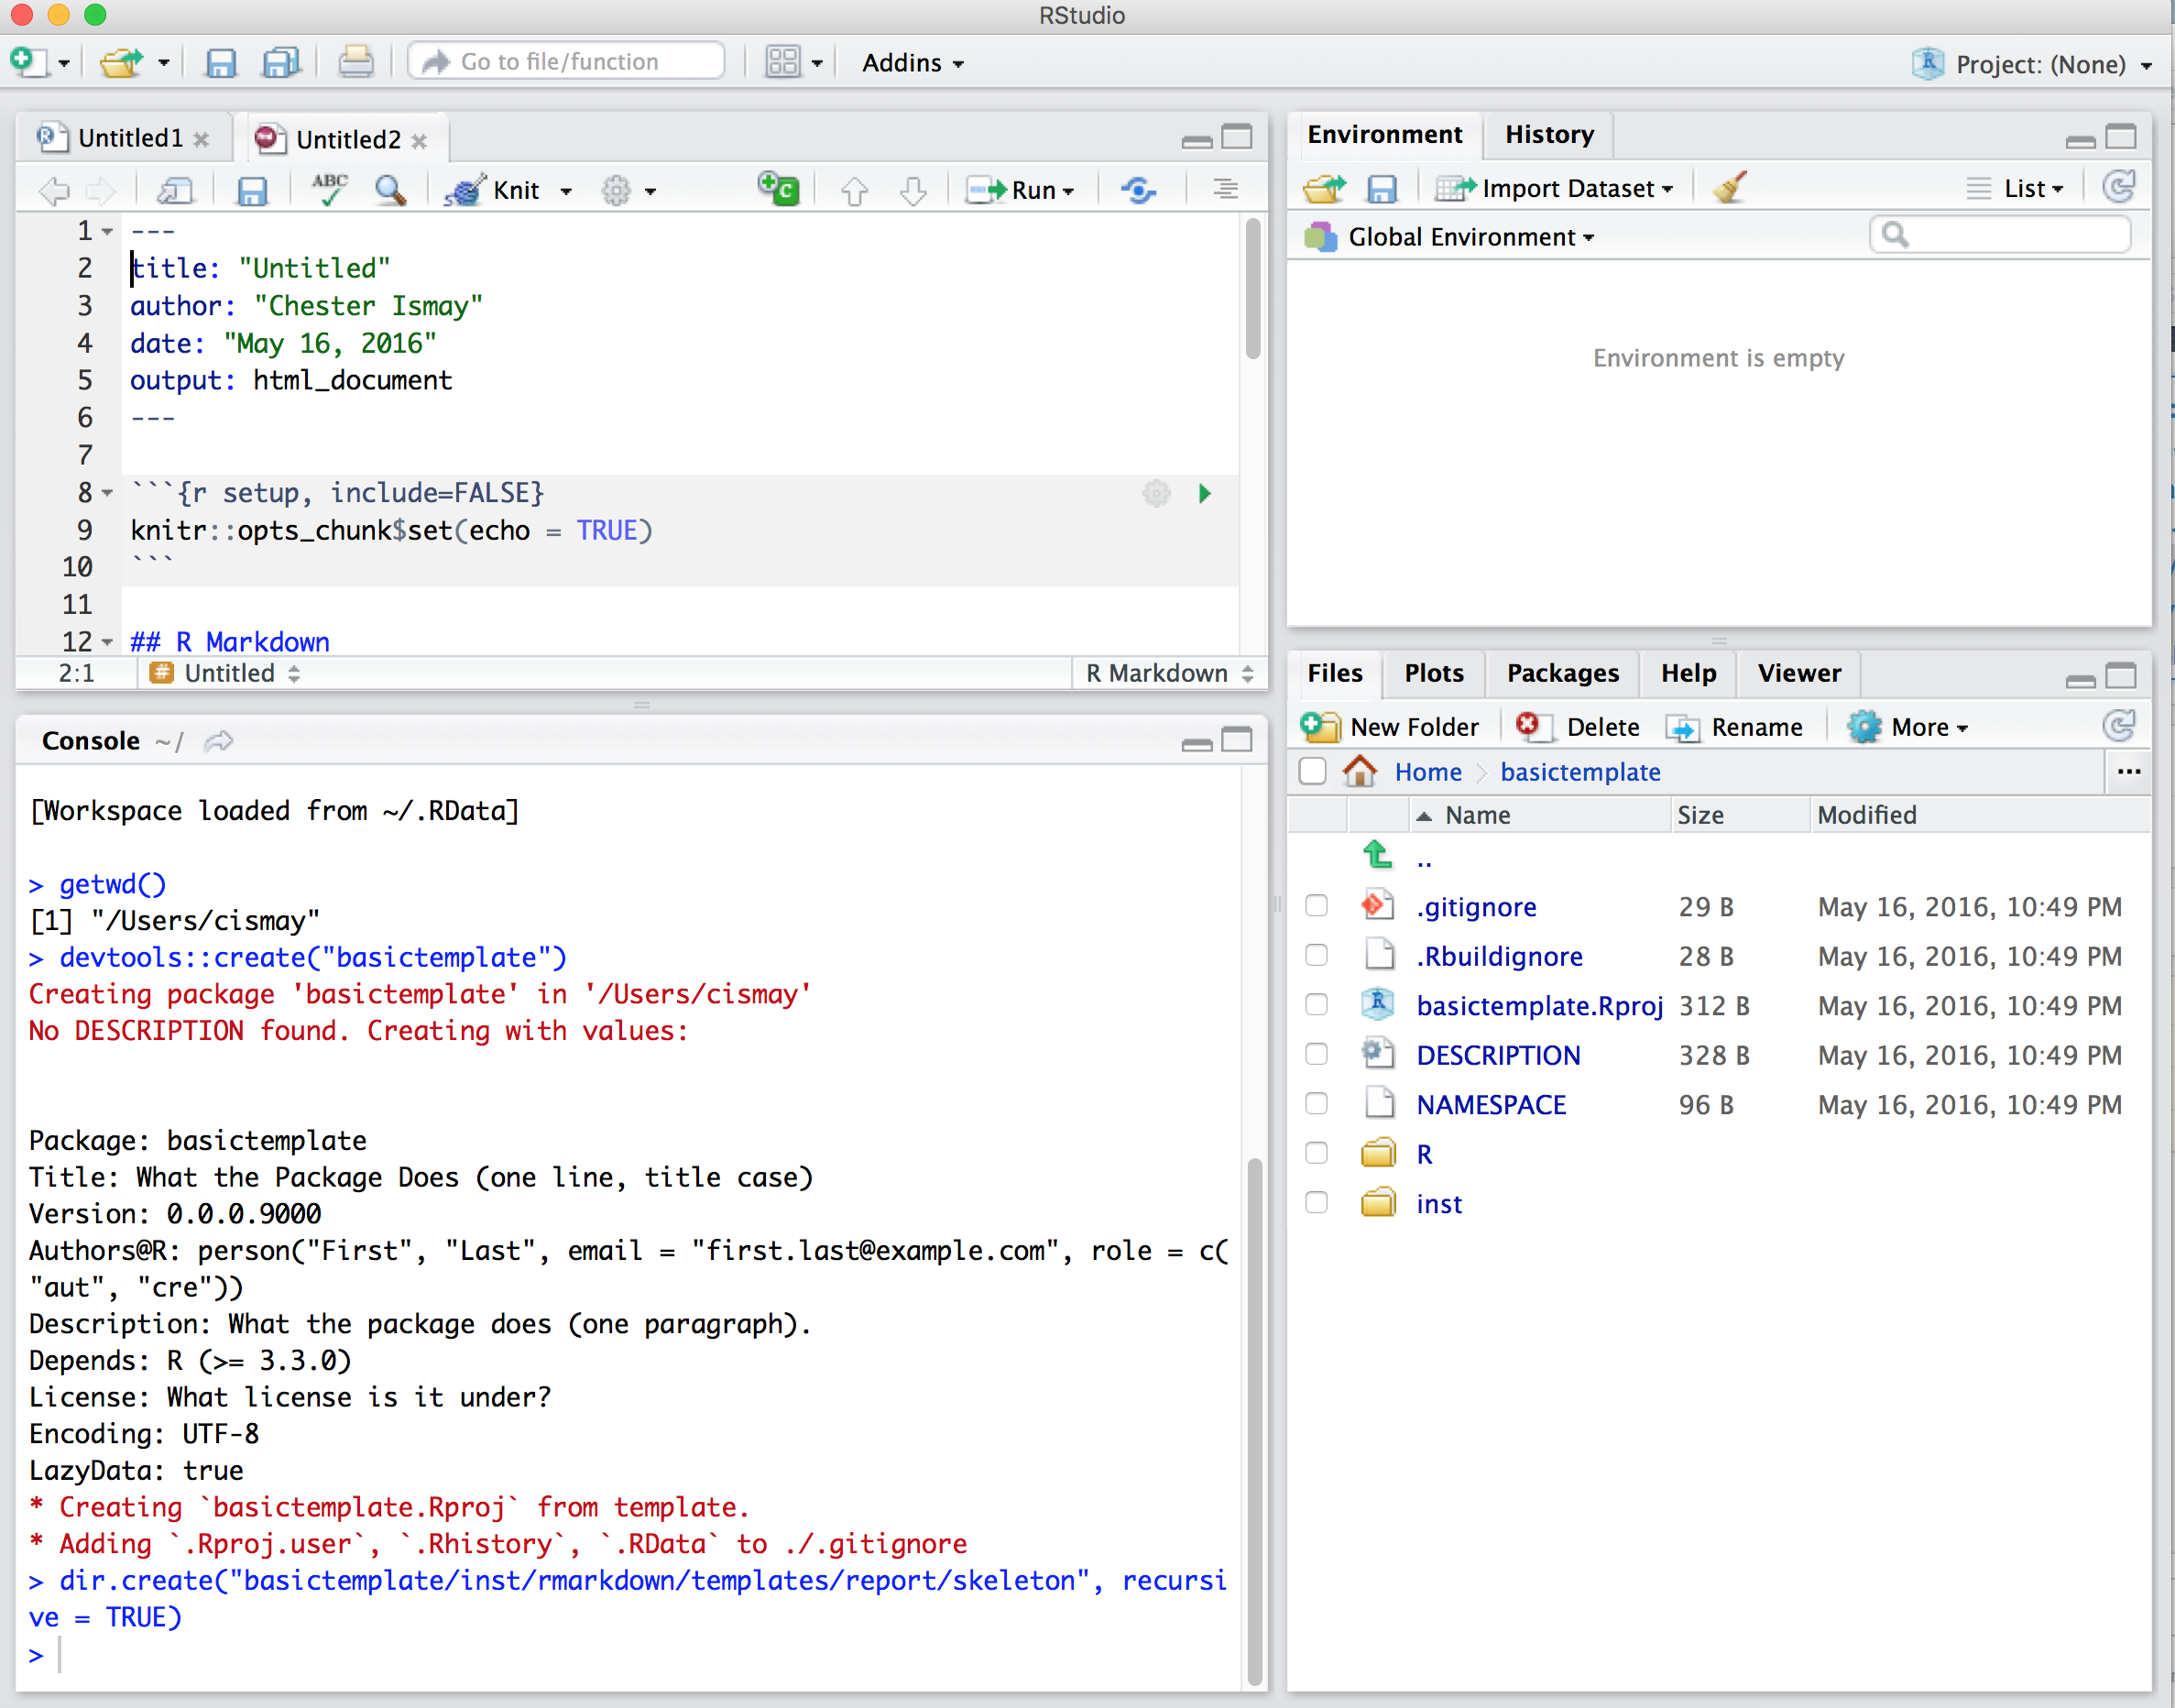 RStudio
Go to file/function
Addins
Project: (None)
Untitled1
Untitled2
ABC
Knit
Run
1 ---
2 title: "Untitled"
3 author: "Chester Ismay"
4 date: "May 16, 2016"
5 output: html_document
6 ---
7
8 ```{r setup, include=FALSE}
9 knitr::opts_chunk$set(echo = TRUE)
10 ```
11
12 ## R Markdown
2:1 # Untitled R Markdown
Console ~/
[Workspace loaded from ~/.RData]
> getwd()
[1] "/Users/cismay"
> devtools::create("basictemplate")
Creating package 'basictemplate' in '/Users/cismay'
No DESCRIPTION found. Creating with values:
Package: basictemplate
Title: What the Package Does (one line, title case)
Version: 0.0.0.9000
Authors@R: person("First", "Last", email = "first.last@example.com", role = c(
"aut", "cre"))
Description: What the package does (one paragraph).
Depends: R (>= 3.3.0)
License: What license is it under?
Encoding: UTF-8
LazyData: true
* Creating `basictemplate.Rproj` from template.
* Adding `.Rproj.user`, `.Rhistory`, `.RData` to ./.gitignore
> dir.create("basictemplate/inst/rmarkdown/templates/report/skeleton", recursi
ve = TRUE)
>
Environment History
Import Dataset List
Global Environment
Environment is empty
Files Plots Packages Help Viewer
New Folder Delete Rename More
Home basictemplate ...
Name Size Modified
..
.gitignore 29 B May 16, 2016, 10:49 PM
.Rbuildignore 28 B May 16, 2016, 10:49 PM
basictemplate.Rproj 312 B May 16, 2016, 10:49 PM
DESCRIPTION 328 B May 16, 2016, 10:49 PM
NAMESPACE 96 B May 16, 2016, 10:49 PM
R
inst